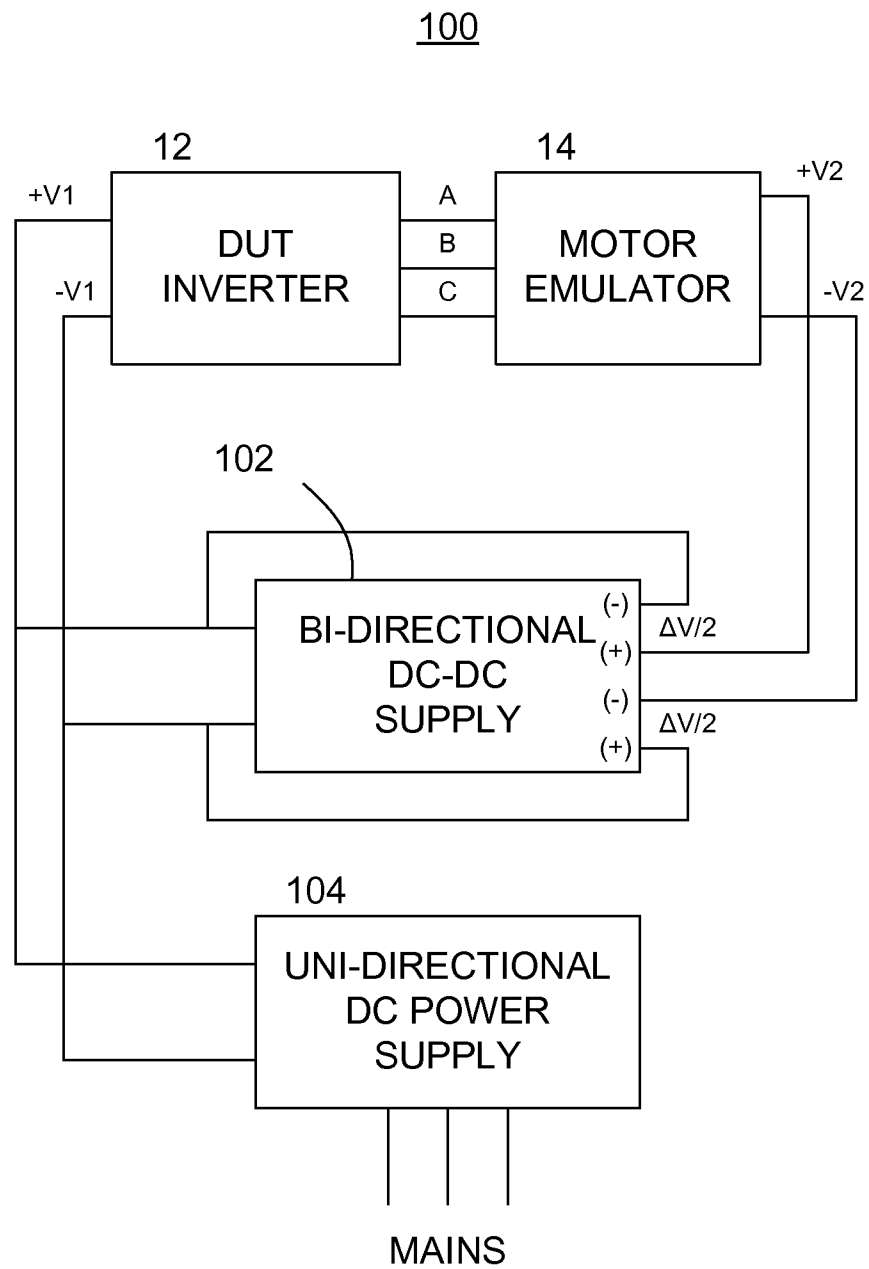 100
12
14
+V1
A
+V2
DUT
INVERTER
B
MOTOR
EMULATOR
-V1
C
-V2
102
(-)
ΔV/2
BI-DIRECTIONAL
DC-DC
SUPPLY
(+)
(-)
ΔV/2
(+)
104
UNI-DIRECTIONAL
DC POWER
SUPPLY
MAINS